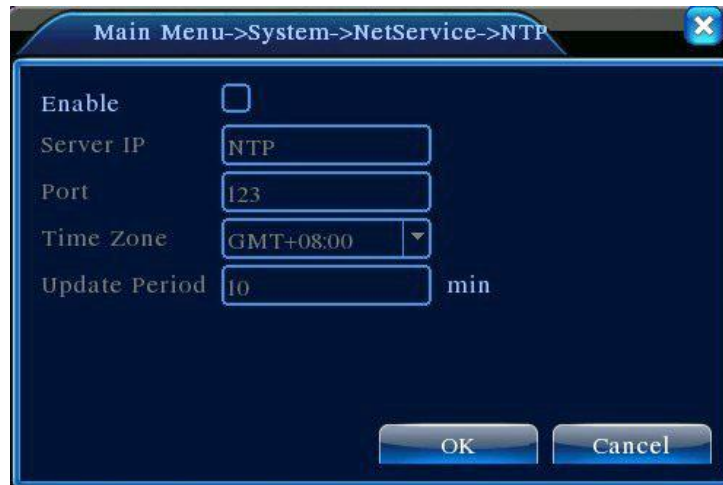 Main Menu->System->NetService->NTP
Enable
Server IP NTP
Port 123
Time Zone GMT+08:00
Update Period 10 min
OK Cancel